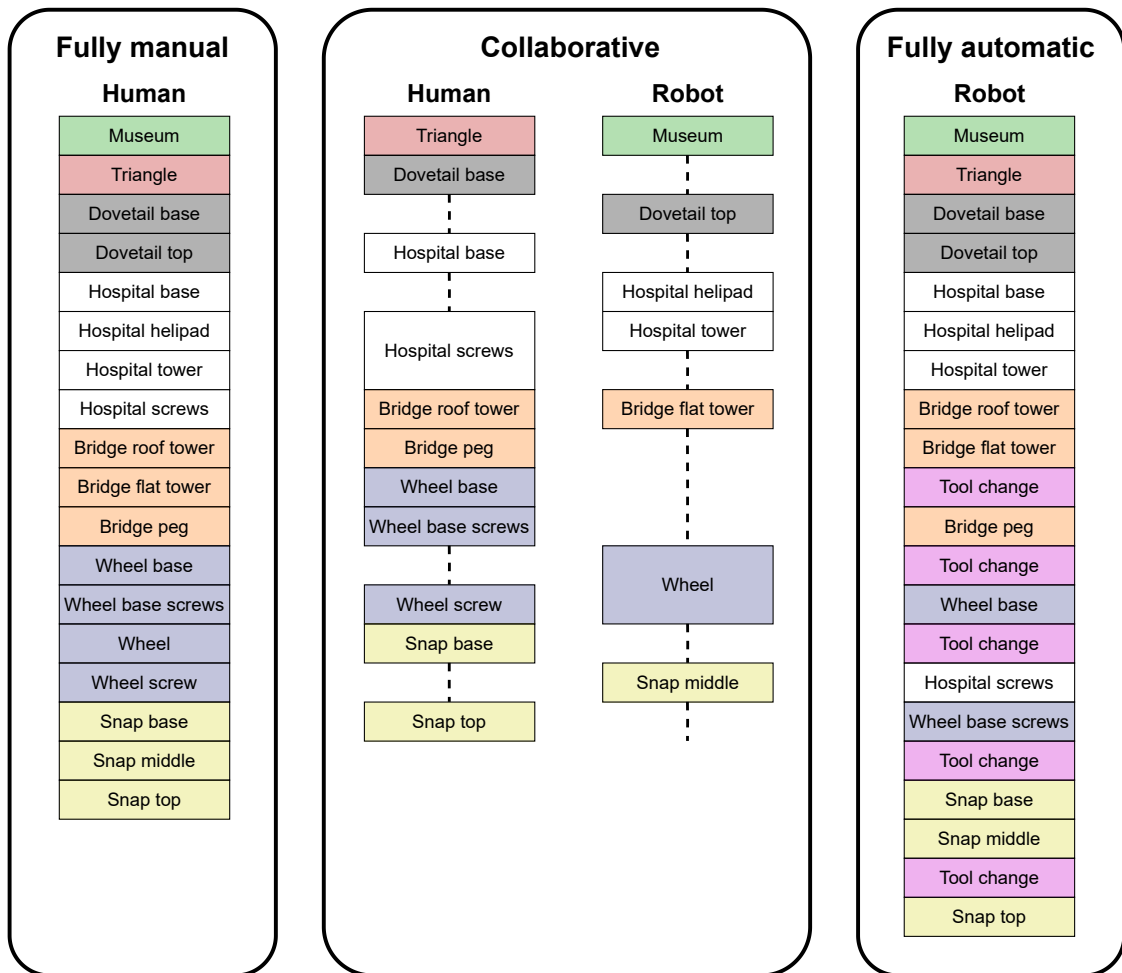 Fully manual
Human
Museum
Triangle
Dovetail base
Dovetail top
Hospital base
Hospital helipad
Hospital tower
Hospital screws
Bridge roof tower
Bridge flat tower
Bridge peg
Wheel base
Wheel base screws
Wheel
Wheel screw
Snap base
Snap middle
Snap top
Collaborative
Human
Triangle
Dovetail base
Hospital base
Hospital screws
Bridge roof tower
Bridge peg
Wheel base
Wheel base screws
Wheel screw
Snap base
Snap top
Robot
Museum
Dovetail top
Hospital helipad
Hospital tower
Bridge flat tower
Wheel
Snap middle
Fully automatic
Robot
Museum
Triangle
Dovetail base
Dovetail top
Hospital base
Hospital helipad
Hospital tower
Bridge roof tower
Bridge flat tower
Tool change
Bridge peg
Tool change
Wheel base
Tool change
Hospital screws
Wheel base screws
Tool change
Snap base
Snap middle
Tool change
Snap top